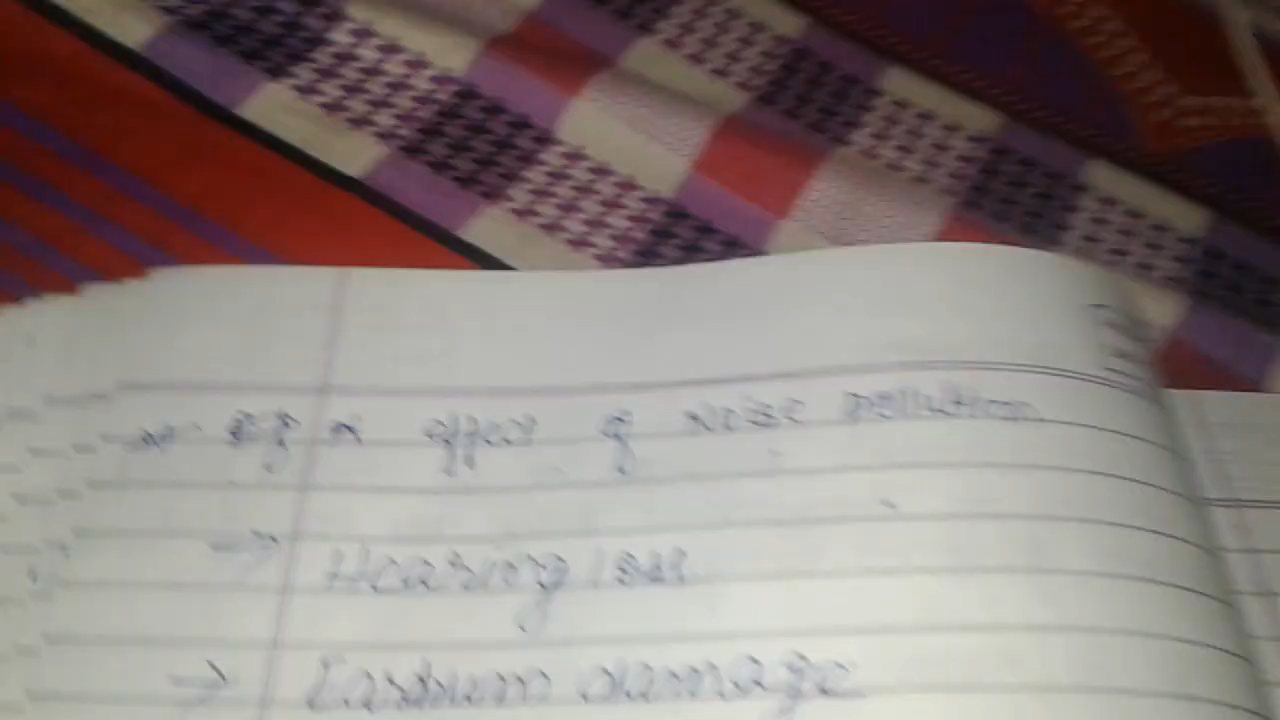 effect of Noise pollution
→ Hearing loss
→ Eardrum damage